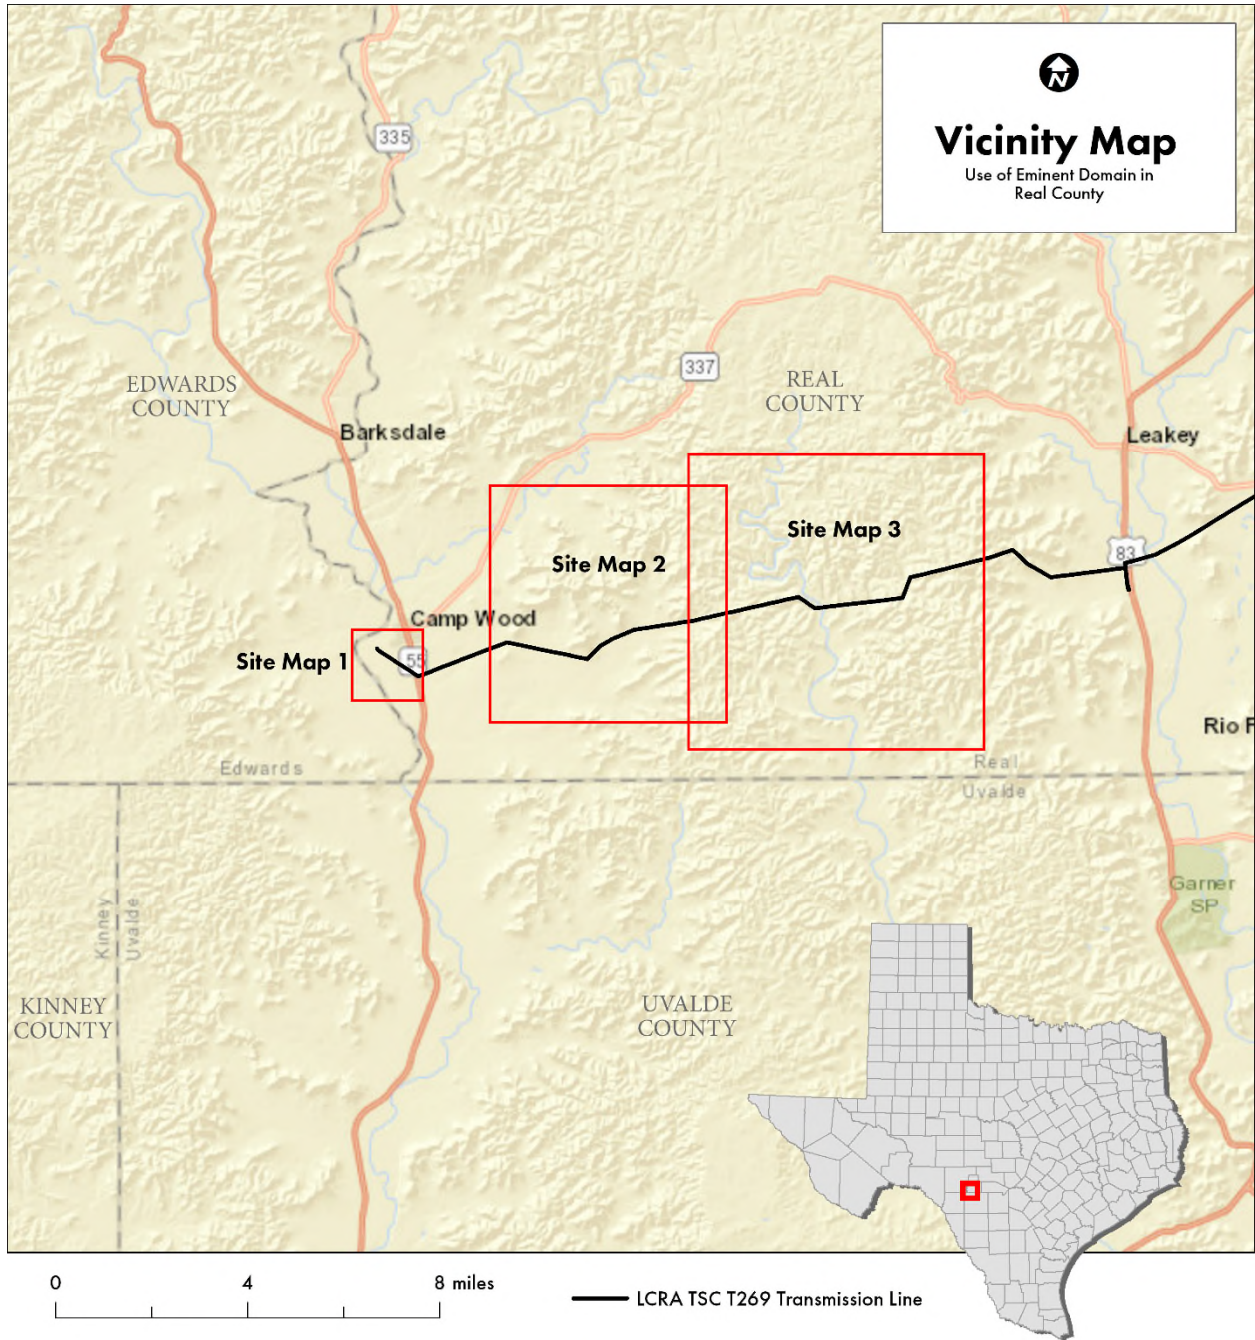 N
Vicinity Map
Use of Eminent Domain in
Real County
335
337
EDWARDS
COUNTY
REAL
COUNTY
Barksdale
Leakey
Site Map 3
Site Map 2
83
Camp Wood
Site Map 1
55
Rio F
Edwards
Real
Uvalde
Garner
SP
Kinney
Uvalde
KINNEY
COUNTY
UVALDE
COUNTY
0 4 8 miles
LCRA TSC T269 Transmission Line